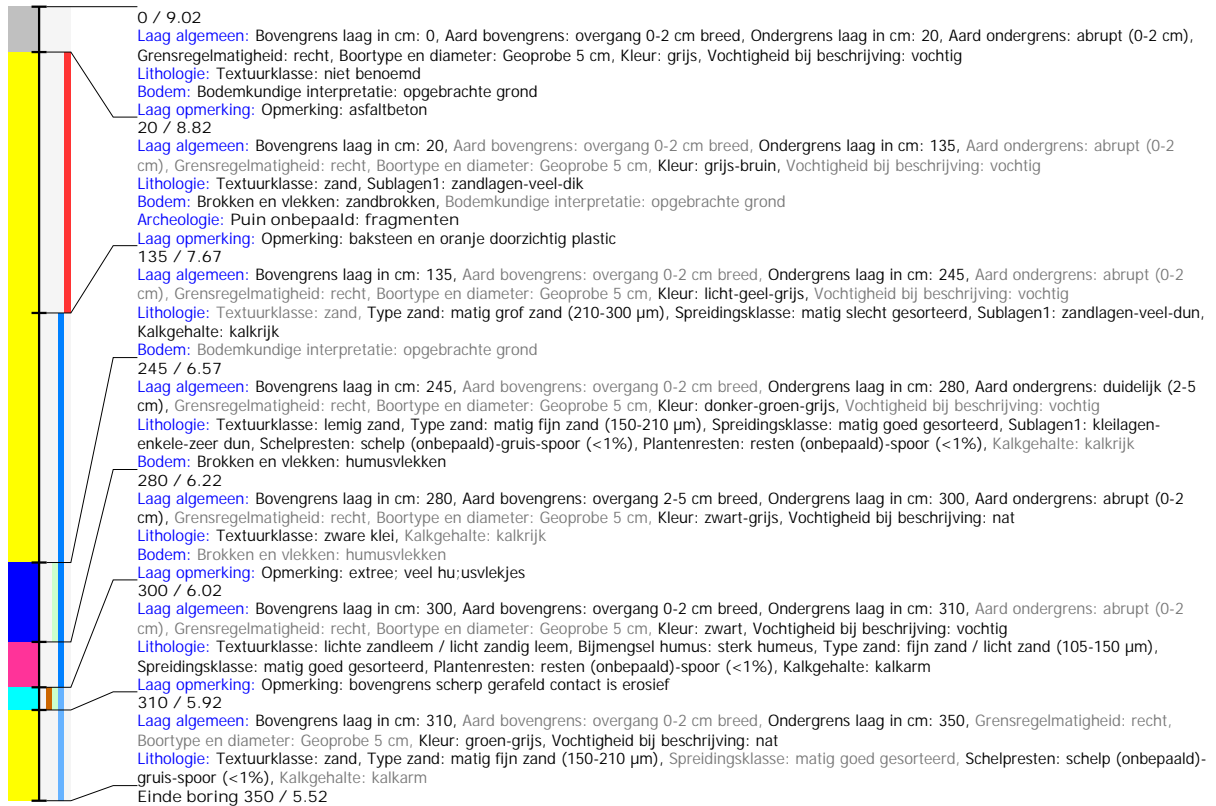 0 / 9.02
Laag algemeen: Bovengrens laag in cm: 0, Aard bovengrens: overgang 0-2 cm breed, Ondergrens laag in cm: 20, Aard ondergrens: abrupt (0-2 cm),
Grensregelmatigheid: recht, Boortype en diameter: Geoprobe 5 cm, Kleur: grijs, Vochtigheid bij beschrijving: vochtig
Lithologie: Textuurklasse: niet benoemd
Bodem: Bodemkundige interpretatie: opgebrachte grond
Laag opmerking: Opmerking: asfaltbeton
20 / 8.82
Laag algemeen: Bovengrens laag in cm: 20, Aard bovengrens: overgang 0-2 cm breed, Ondergrens laag in cm: 135, Aard ondergrens: abrupt (0-2
cm), Grensregelmatigheid: recht, Boortype en diameter: Geoprobe 5 cm, Kleur: grijs-bruin, Vochtigheid bij beschrijving: vochtig
Lithologie: Textuurklasse: zand, Sublagen1: zandlagen-veel-dik
Bodem: Brokken en vlekken: zandbrokken, Bodemkundige interpretatie: opgebrachte grond
Archeologie: Puin onbepaald: fragmenten
Laag opmerking: Opmerking: baksteen en oranje doorzichtig plastic
135 / 7.67
Laag algemeen: Bovengrens laag in cm: 135, Aard bovengrens: overgang 0-2 cm breed, Ondergrens laag in cm: 245, Aard ondergrens: abrupt (0-2
cm), Grensregelmatigheid: recht, Boortype en diameter: Geoprobe 5 cm, Kleur: licht-geel-grijs, Vochtigheid bij beschrijving: vochtig
Lithologie: Textuurklasse: zand, Type zand: matig grof zand (210-300 µm), Spreidingsklasse: matig slecht gesorteerd, Sublagen1: zandlagen-veel-dun,
Kalkgehalte: kalkrijk
Bodem: Bodemkundige interpretatie: opgebrachte grond
245 / 6.57
Laag algemeen: Bovengrens laag in cm: 245, Aard bovengrens: overgang 0-2 cm breed, Ondergrens laag in cm: 280, Aard ondergrens: duidelijk (2-5
cm), Grensregelmatigheid: recht, Boortype en diameter: Geoprobe 5 cm, Kleur: donker-groen-grijs, Vochtigheid bij beschrijving: vochtig
Lithologie: Textuurklasse: lemig zand, Type zand: matig fijn zand (150-210 µm), Spreidingsklasse: matig goed gesorteerd, Sublagen1: kleilagen-
enkele-zeer dun, Schelpresten: schelp (onbepaald)-gruis-spoor (<1%), Plantenresten: resten (onbepaald)-spoor (<1%), Kalkgehalte: kalkrijk
Bodem: Brokken en vlekken: humusvlekken
280 / 6.22
Laag algemeen: Bovengrens laag in cm: 280, Aard bovengrens: overgang 2-5 cm breed, Ondergrens laag in cm: 300, Aard ondergrens: abrupt (0-2
cm), Grensregelmatigheid: recht, Boortype en diameter: Geoprobe 5 cm, Kleur: zwart-grijs, Vochtigheid bij beschrijving: nat
Lithologie: Textuurklasse: zware klei, Kalkgehalte: kalkrijk
Bodem: Brokken en vlekken: humusvlekken
Laag opmerking: Opmerking: extree; veel hu;usvlekjes
300 / 6.02
Laag algemeen: Bovengrens laag in cm: 300, Aard bovengrens: overgang 0-2 cm breed, Ondergrens laag in cm: 310, Aard ondergrens: abrupt (0-2
cm), Grensregelmatigheid: recht, Boortype en diameter: Geoprobe 5 cm, Kleur: zwart, Vochtigheid bij beschrijving: vochtig
Lithologie: Textuurklasse: lichte zandleem / licht zandig leem, Bijmengsel humus: sterk humeus, Type zand: fijn zand / licht zand (105-150 µm),
Spreidingsklasse: matig goed gesorteerd, Plantenresten: resten (onbepaald)-spoor (<1%), Kalkgehalte: kalkarm
Laag opmerking: Opmerking: bovengrens scherp gerafeld contact is erosief
310 / 5.92
Laag algemeen: Bovengrens laag in cm: 310, Aard bovengrens: overgang 0-2 cm breed, Ondergrens laag in cm: 350, Grensregelmatigheid: recht,
Boortype en diameter: Geoprobe 5 cm, Kleur: groen-grijs, Vochtigheid bij beschrijving: nat
Lithologie: Textuurklasse: zand, Type zand: matig fijn zand (150-210 µm), Spreidingsklasse: matig goed gesorteerd, Schelpresten: schelp (onbepaald)-
gruis-spoor (<1%), Kalkgehalte: kalkarm
Einde boring 350 / 5.52